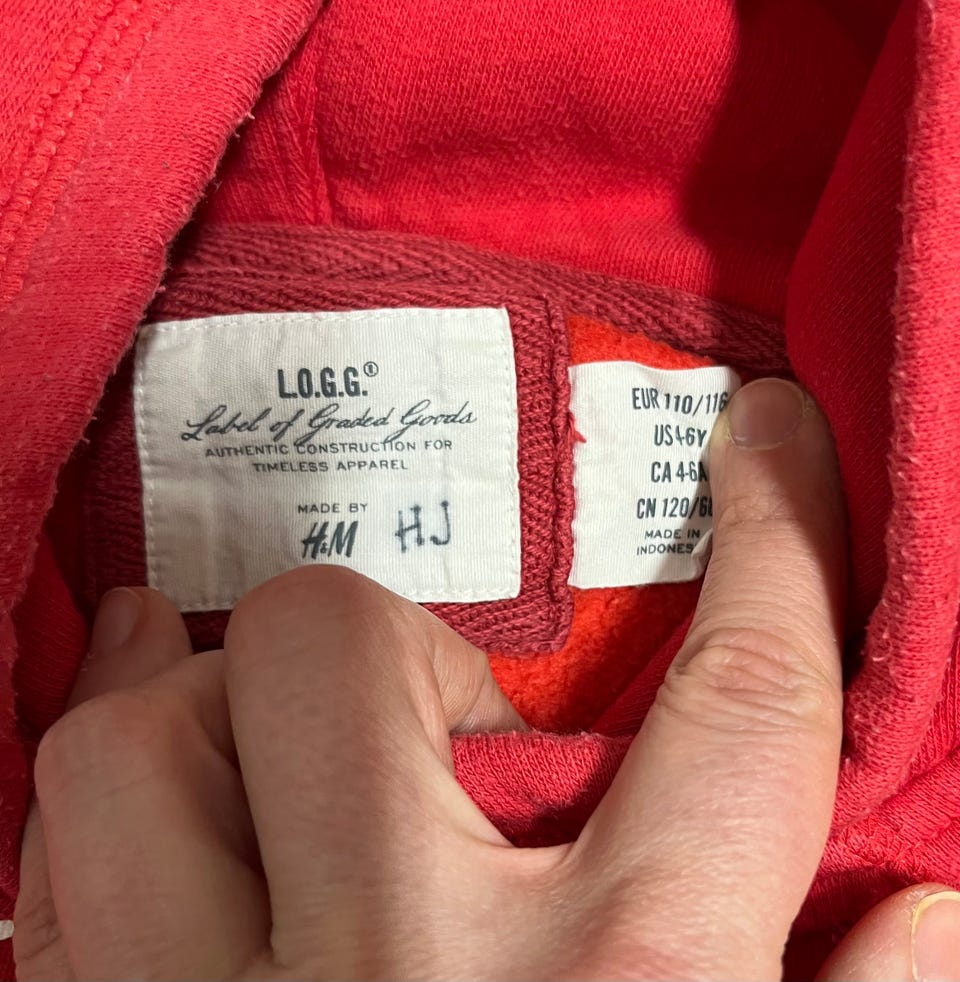 L.O.G.G.®
Label of Graded Goods
AUTHENTIC CONSTRUCTION FOR
TIMELESS APPAREL
MADE BY
H&M HJ
EUR 110/116
US 4-6Y
CA 4-6A
CN 120/60
MADE IN
INDONES